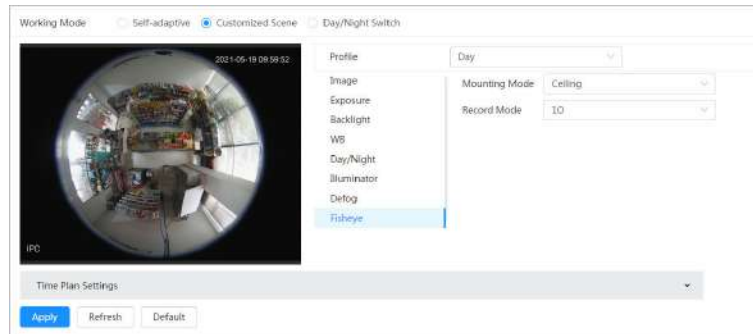 Working Mode Self-adaptive Customized Scene Day/Night Switch
2021-05-19 09:59:52
IPC
Profile Day
Image
Exposure
Backlight
WB
Day/Night
Illuminator
Defog
Fisheye
Mounting Mode Ceiling
Record Mode 1O
Time Plan Settings
Apply Refresh Default